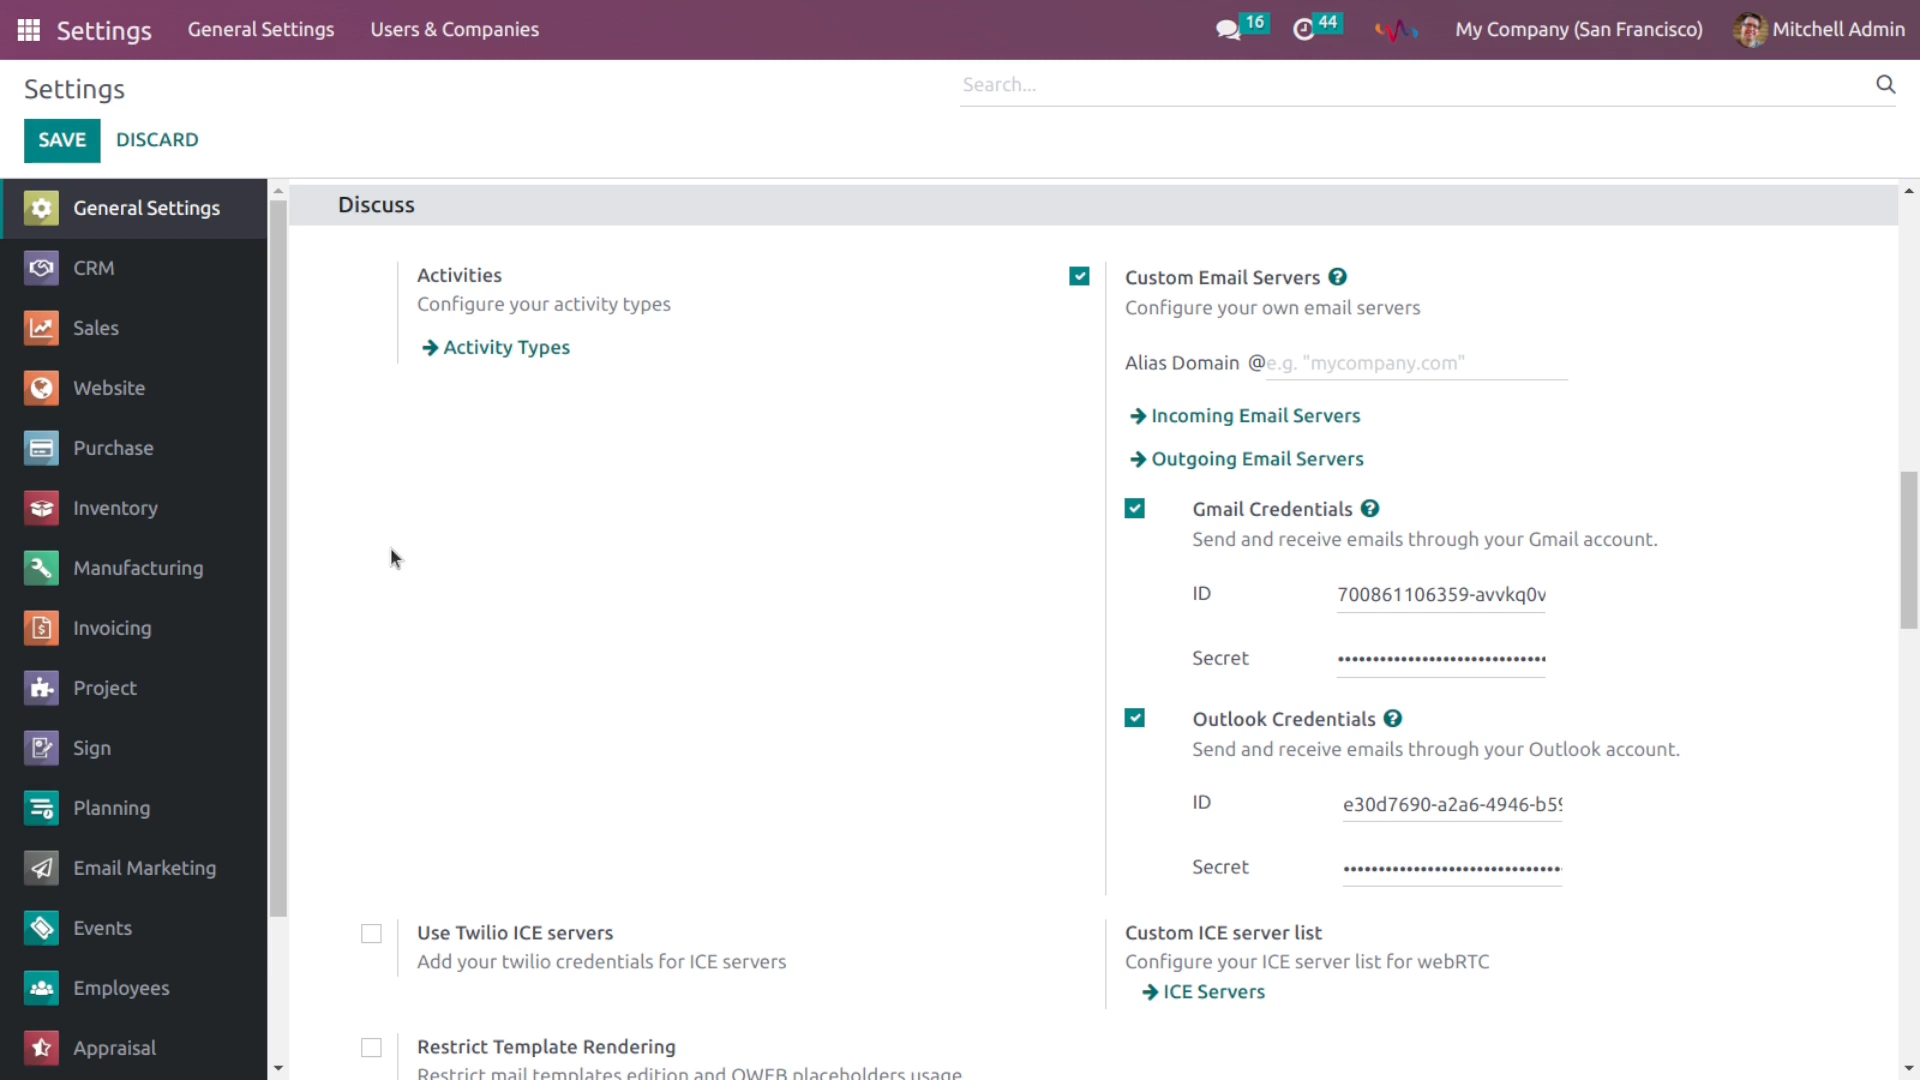 Settings
General Settings
Users & Companies
16
44
My Company (San Francisco)
Mitchell Admin
Settings
Search...
SAVE
DISCARD
General Settings
CRM
Sales
Website
Purchase
Inventory
Manufacturing
Invoicing
Project
Sign
Planning
Email Marketing
Events
Employees
Appraisal
Discuss
Activities
Configure your activity types
Activity Types
Custom Email Servers
Configure your own email servers
Alias Domain @e.g. "mycompany.com"
Incoming Email Servers
Outgoing Email Servers
Gmail Credentials
Send and receive emails through your Gmail account.
ID 700861106359-avvkq0v
Secret
Outlook Credentials
Send and receive emails through your Outlook account.
ID e30d7690-a2a6-4946-b59
Secret
Use Twilio ICE servers
Add your twilio credentials for ICE servers
Custom ICE server list
Configure your ICE server list for webRTC
ICE Servers
Restrict Template Rendering
Restrict mail templates edition and QWEB placeholders usage